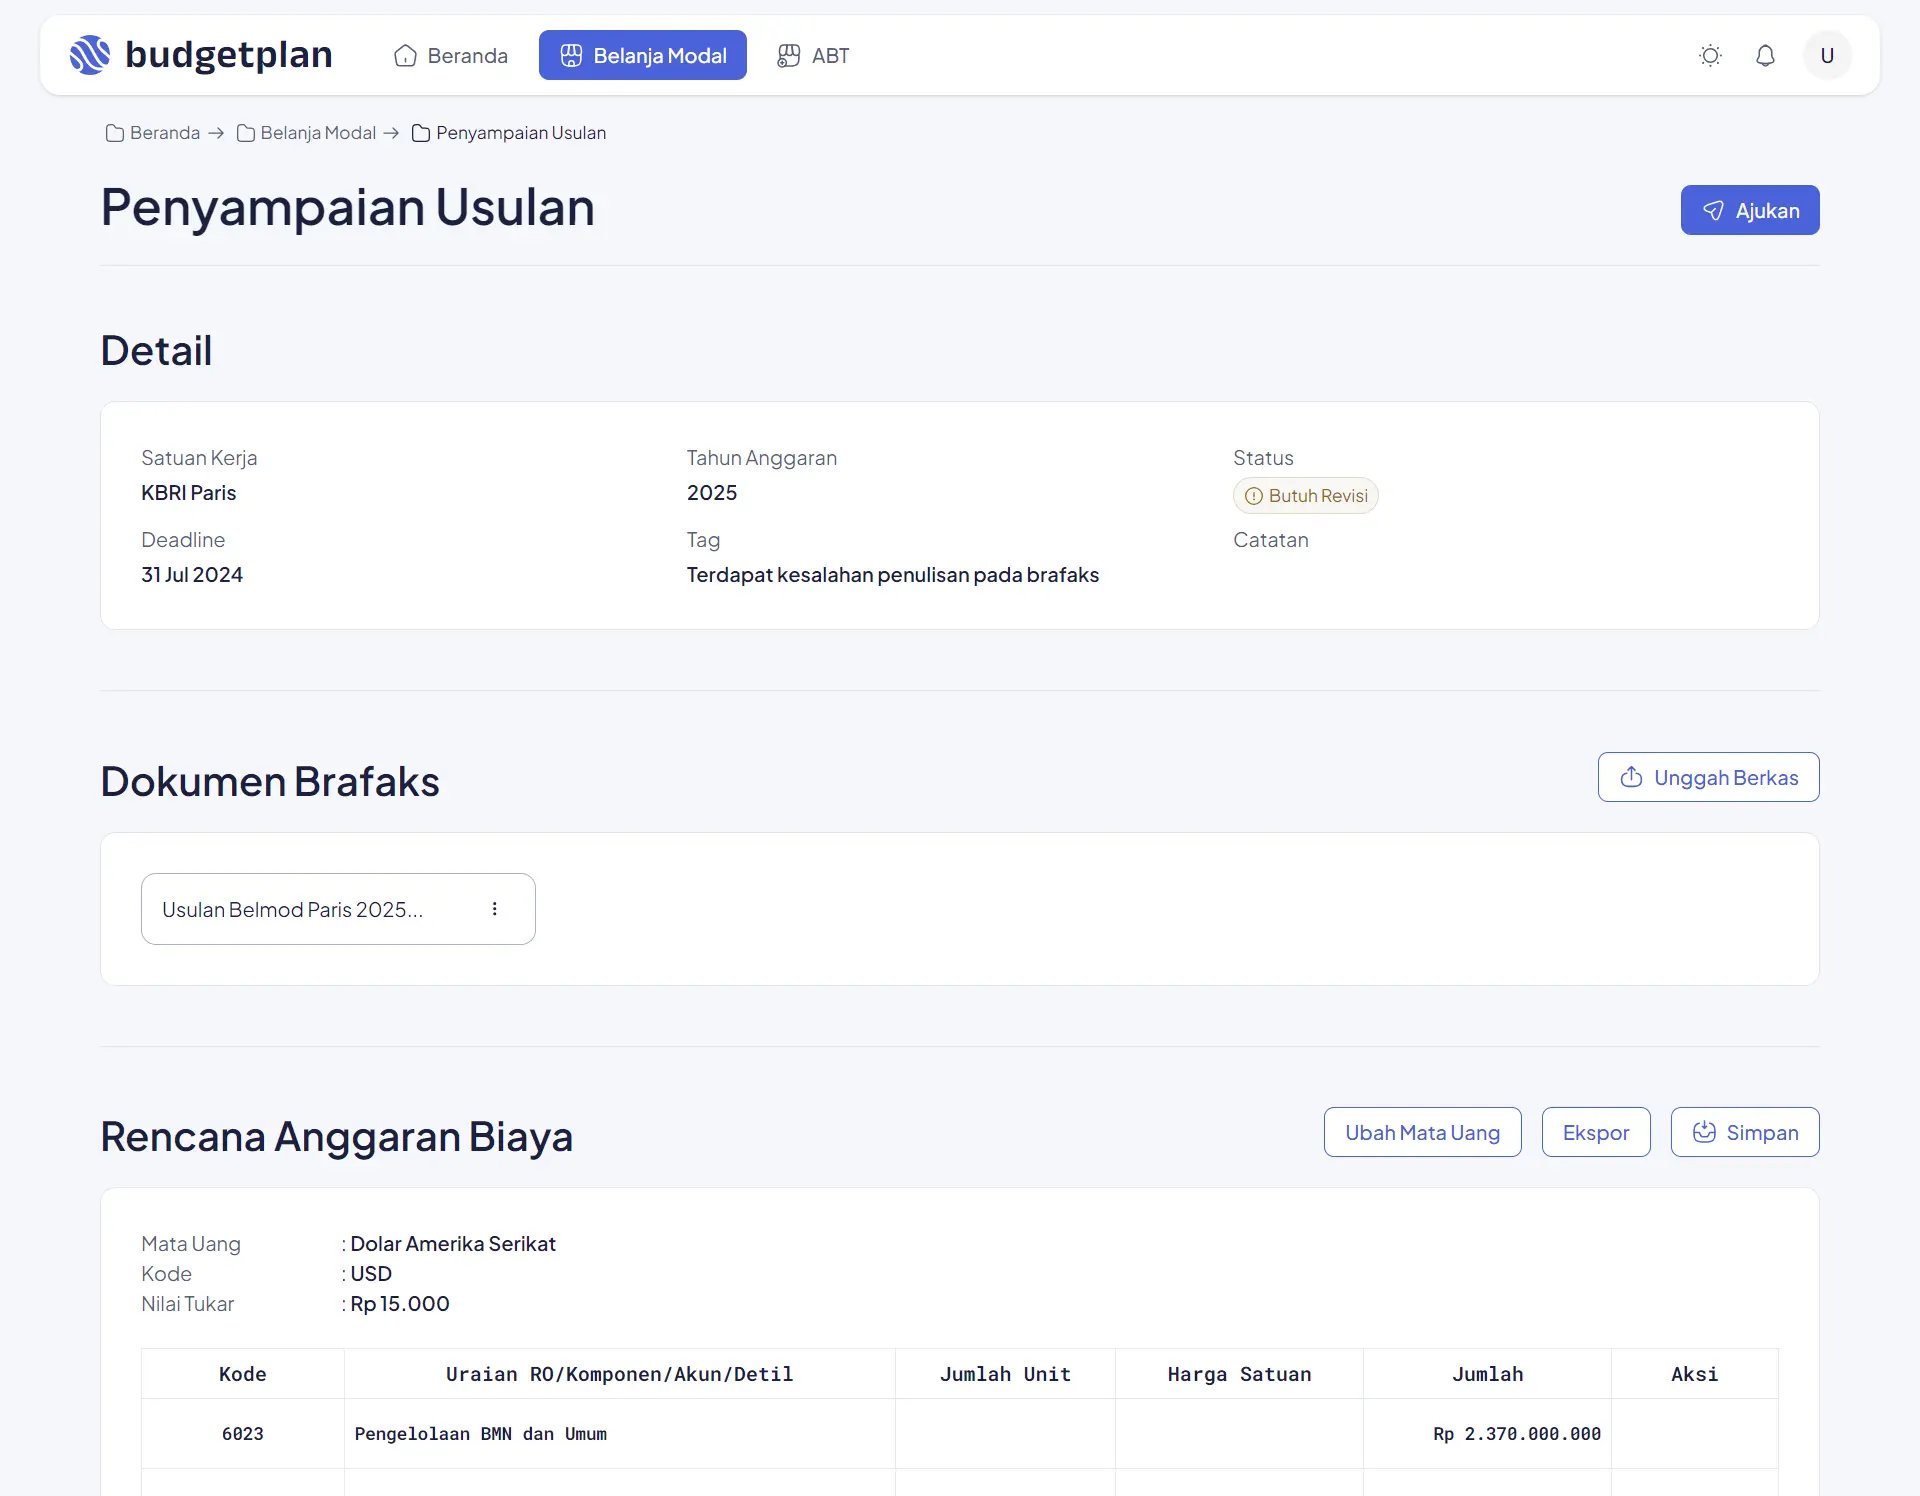 budgetplan
Beranda
Belanja Modal
ABT
U
Beranda → Belanja Modal → Penyampaian Usulan
Penyampaian Usulan
Ajukan
Detail
Satuan Kerja
KBRI Paris
Tahun Anggaran
2025
Status
Butuh Revisi
Deadline
31 Jul 2024
Tag
Terdapat kesalahan penulisan pada brafaks
Catatan
Dokumen Brafaks
Unggah Berkas
Usulan Belmod Paris 2025...
Rencana Anggaran Biaya
Ubah Mata Uang
Ekspor
Simpan
Mata Uang : Dolar Amerika Serikat
Kode : USD
Nilai Tukar : Rp 15.000
Kode Uraian RO/Komponen/Akun/Detil Jumlah Unit Harga Satuan Jumlah Aksi
6023 Pengelolaan BMN dan Umum Rp 2.370.000.000